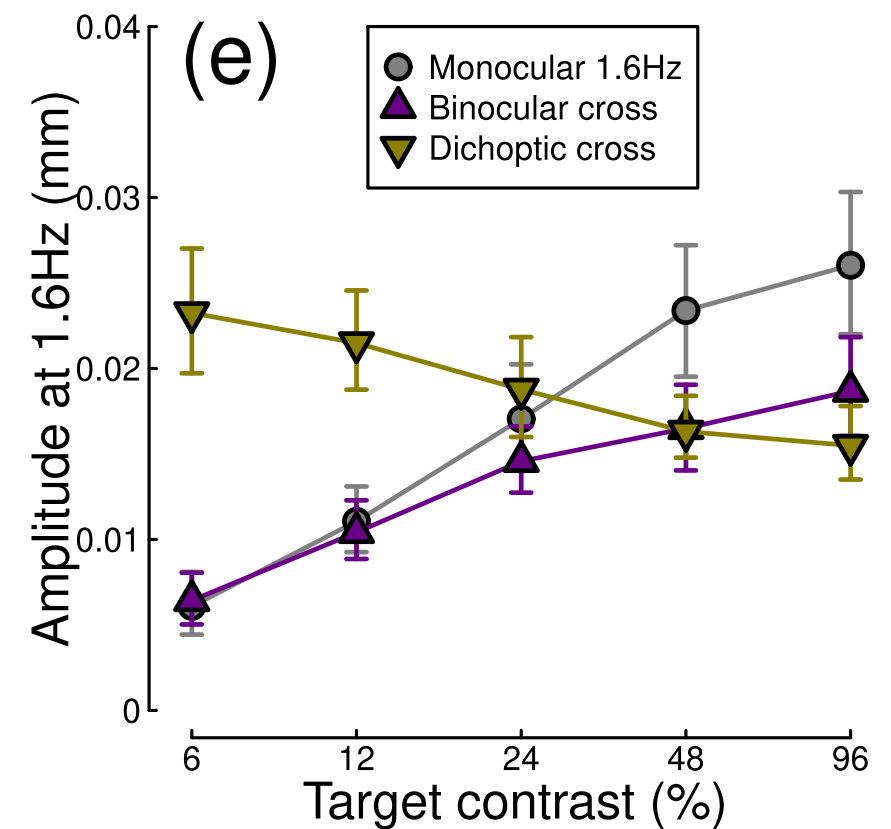 (e)
Monocular 1.6Hz
Binocular cross
Dichoptic cross
Amplitude at 1.6Hz (mm)
0.04
0.03
0.02
0.01
0
6 12 24 48 96
Target contrast (%)